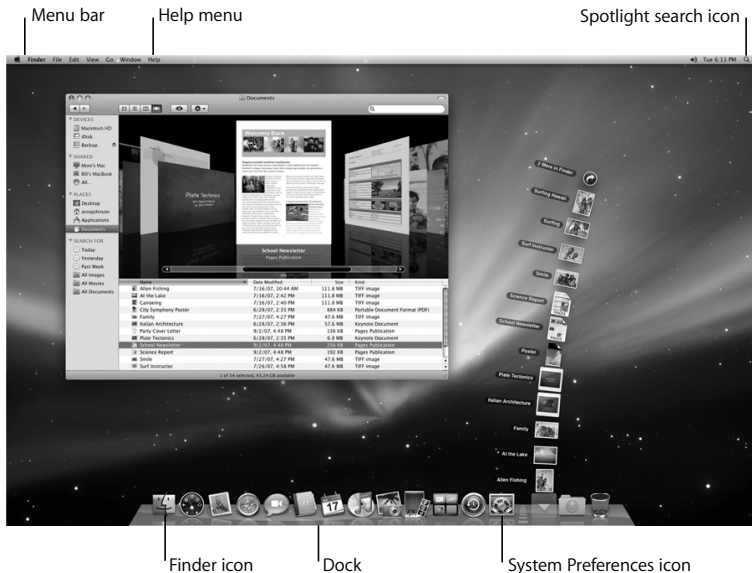 Menu bar
Help menu
Spotlight search icon
Finder File Edit View Go Window Help
Tue 6:13 PM
Documents
DEVICES
Macintosh HD
iDisk
Backup
SHARED
Mom's Mac
Bill's MacBook
All...
PLACES
Desktop
annejohnson
Applications
Documents
SEARCH FOR
Today
Yesterday
Past Week
All Images
All Movies
All Documents
Plate Tectonics
Welcome Back
School Newsletter
Pages Publication
Name Date Modified Size Kind
Allen Fishing 7/16/07, 10:44 AM 111.8 MB TIFF image
At the Lake 7/16/07, 2:42 PM 111.8 MB TIFF image
Canoeing 7/16/07, 2:40 PM 111.8 MB TIFF image
City Symphony Poster 6/28/07, 2:35 PM 884 KB Portable Document Format (PDF)
Family 7/27/07, 4:27 PM 47.6 MB TIFF image
Italian Architecture 6/28/07, 2:36 PM 57.6 MB Keynote Document
Party Cover Letter 9/2/07, 4:48 PM 136 KB Pages Publication
Plate Tectonics 6/28/07, 2:35 PM 6.8 MB Keynote Document
School Newsletter 9/2/07, 4:48 PM 256 KB Pages Publication
Science Report 9/2/07, 4:48 PM 192 KB Pages Publication
Smile 7/27/07, 4:27 PM 47.6 MB TIFF image
Surf Instructor 7/26/07, 4:58 PM 47.6 MB TIFF image
1 of 14 selected, 43.24 GB available
2 More in Finder
Surfing Hawaii
Surfing
Surf Instructor
Smile
Science Report
School Newsletter
Poster
Plate Tectonics
Italian Architecture
Family
At the Lake
Allen Fishing
17
Finder icon
Dock
System Preferences icon